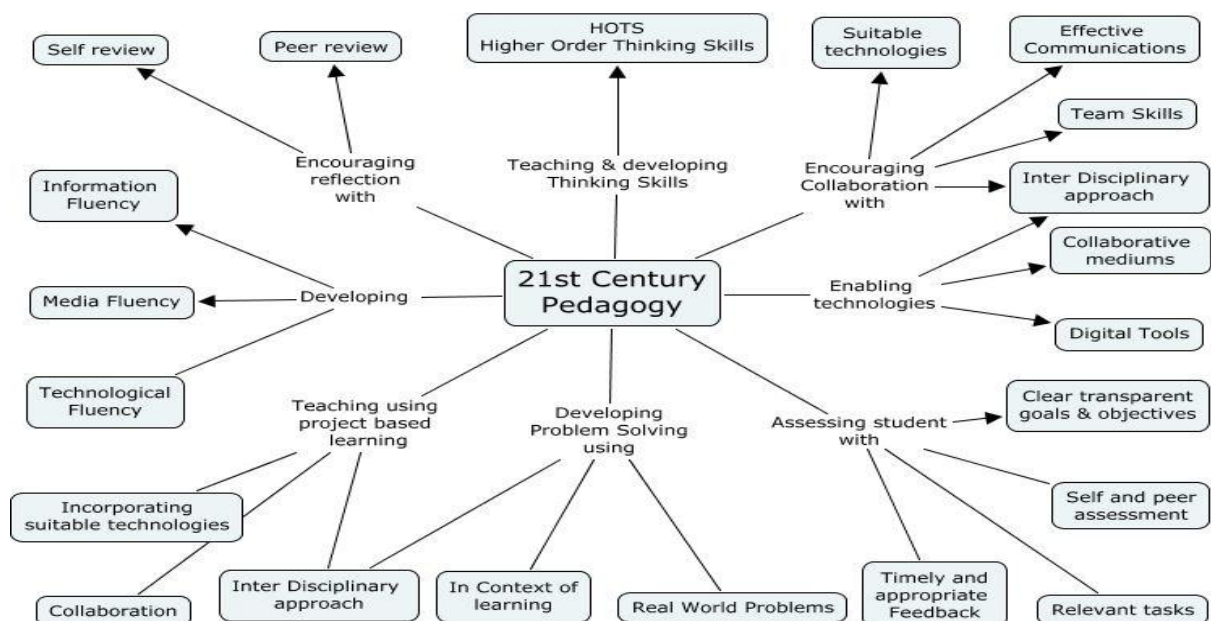 HOTS
Higher Order Thinking Skills
Self review
Peer review
Suitable
technologies
Effective
Communications
Team Skills
Encouraging
reflection
with
Teaching & developing
Thinking Skills
Encouraging
Collaboration
with
Information
Fluency
Inter Disciplinary
approach
Collaborative
mediums
21st Century
Pedagogy
Media Fluency
Developing
Enabling
technologies
Digital Tools
Technological
Fluency
Teaching using
project based
learning
Developing
Problem Solving
using
Assessing student
with
Clear transparent
goals & objectives
Incorporating
suitable technologies
Self and peer
assessment
Collaboration
Inter Disciplinary
approach
In Context of
learning
Real World Problems
Timely and
appropriate
Feedback
Relevant tasks